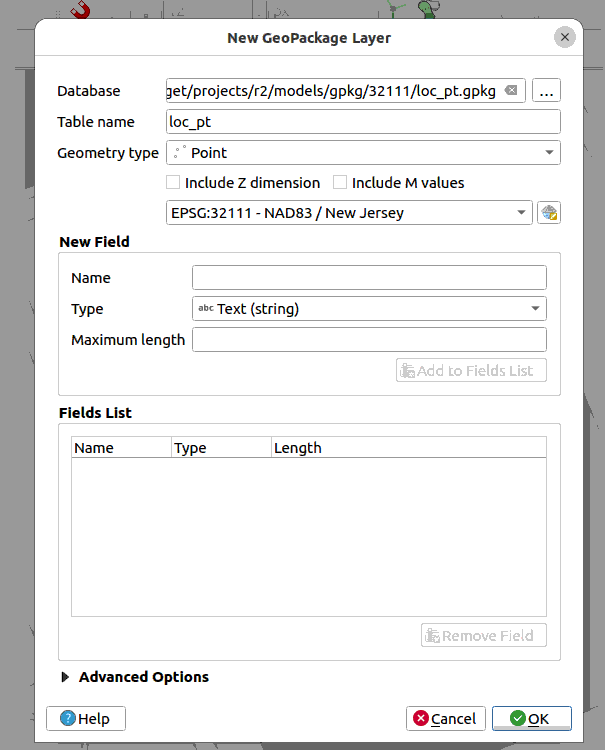 New GeoPackage Layer
Database get/projects/r2/models/gpkg/32111/loc_pt.gpkg ...
Table name loc_pt
Geometry type Point
Include Z dimension Include M values
EPSG:32111 - NAD83 / New Jersey
New Field
Name
Type abc Text (string)
Maximum length
Add to Fields List
Fields List
Name Type Length
Remove Field
Advanced Options
Help Cancel OK